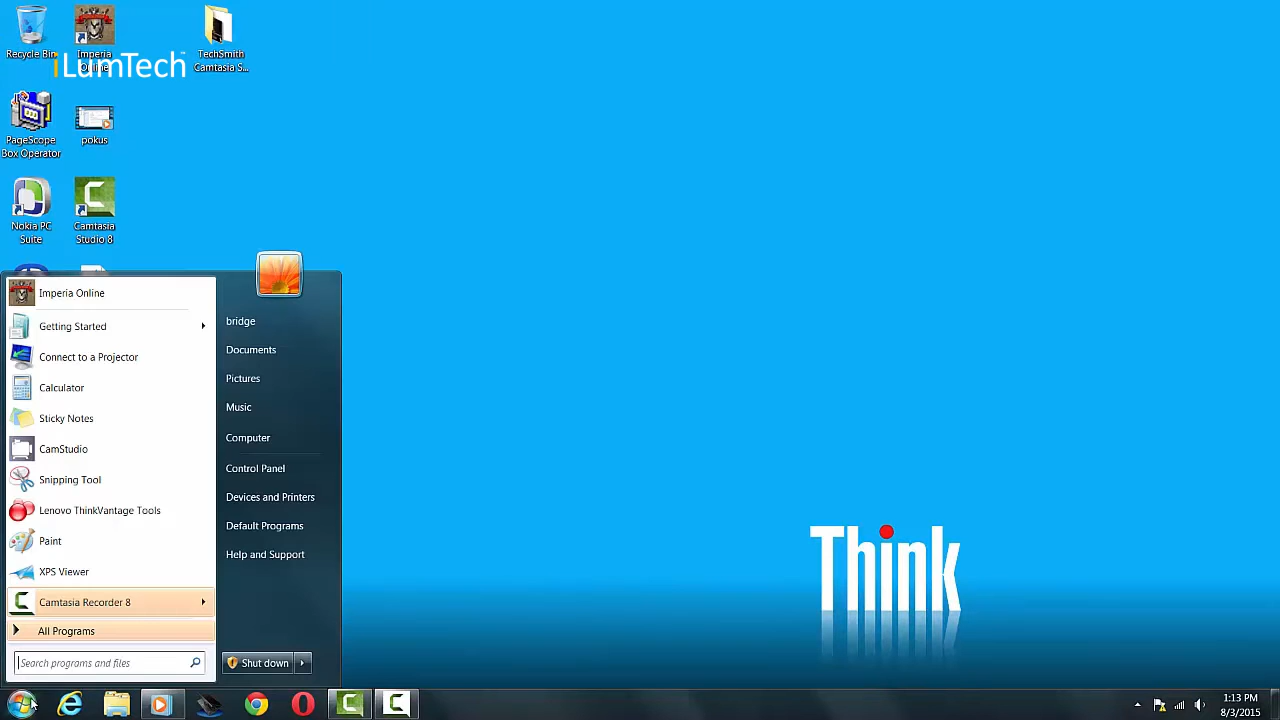 Recycle Bin
Imperia
TechSmith
Camtasia S...
iLumTech
PageScope
Box Operator
pokus
Nokia PC
Suite
Camtasia
Studio 8
Imperia Online
Getting Started
Connect to a Projector
Calculator
Sticky Notes
CamStudio
Snipping Tool
Lenovo ThinkVantage Tools
Paint
XPS Viewer
Camtasia Recorder 8
All Programs
Search programs and files
bridge
Documents
Pictures
Music
Computer
Control Panel
Devices and Printers
Default Programs
Help and Support
Shut down
Think
1:13 PM
8/3/2015